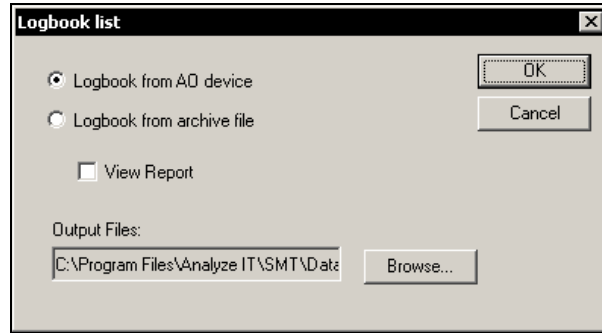 Logbook list
Logbook from AO device
OK
Logbook from archive file
Cancel
View Report
Output Files:
C:\Program Files\Analyze IT\SMT\Data
Browse...